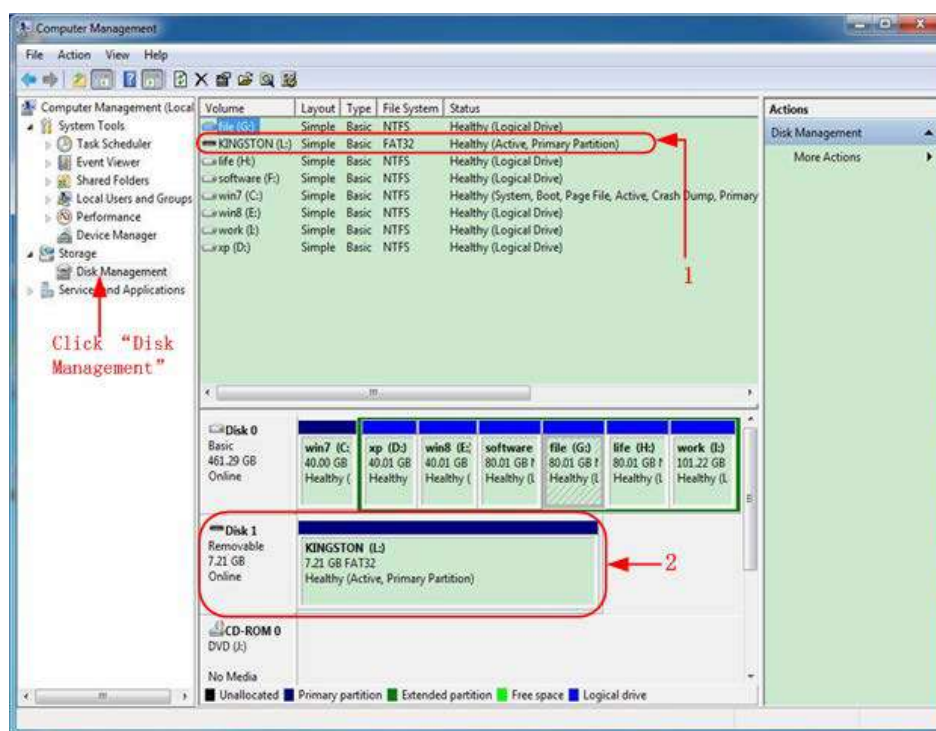 Computer Management
File Action View Help
Computer Management (Local
System Tools
Task Scheduler
Event Viewer
Shared Folders
Local Users and Groups
Performance
Device Manager
Storage
Disk Management
Services and Applications
Click “Disk
Management”
Volume Layout Type File System Status
file (G:) Simple Basic NTFS Healthy (Logical Drive)
KINGSTON (L:) Simple Basic FAT32 Healthy (Active, Primary Partition)
life (H:) Simple Basic NTFS Healthy (Logical Drive)
software (F:) Simple Basic NTFS Healthy (Logical Drive)
win7 (C:) Simple Basic NTFS Healthy (System, Boot, Page File, Active, Crash Dump, Primary
win8 (E:) Simple Basic NTFS Healthy (Logical Drive)
work (I:) Simple Basic NTFS Healthy (Logical Drive)
xp (D:) Simple Basic NTFS Healthy (Logical Drive)
1
Disk 0
Basic
461.29 GB
Online
win7 (C: xp (D:) win8 (E: software file (G:) life (H:) work (I:)
40.00 GB 40.01 GB 40.01 GB 80.01 GB 80.01 GB 80.01 GB 101.22 GB
Healthy ( Healthy Healthy ( Healthy (L Healthy (L Healthy (L Healthy (L
Disk 1
Removable
7.21 GB
Online
KINGSTON (L:)
7.21 GB FAT32
Healthy (Active, Primary Partition)
2
CD-ROM 0
DVD (J:)
No Media
Unallocated Primary partition Extended partition Free space Logical drive
Actions
Disk Management
More Actions